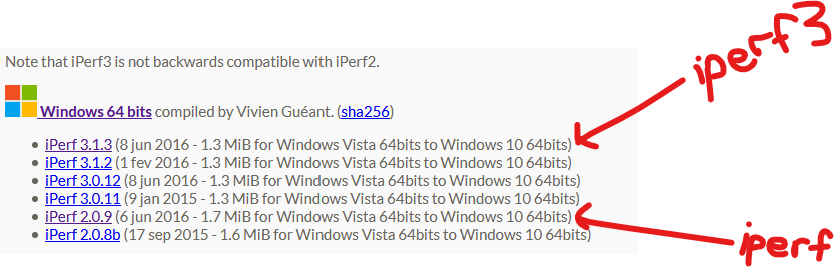 iperf3
Note that iPerf3 is not backwards compatible with iPerf2.
Windows 64 bits compiled by Vivien Guéant. (sha256)
iPerf 3.1.3 (8 jun 2016 - 1.3 MiB for Windows Vista 64bits to Windows 10 64bits)
iPerf 3.1.2 (1 fev 2016 - 1.3 MiB for Windows Vista 64bits to Windows 10 64bits)
iPerf 3.0.12 (8 jun 2016 - 1.3 MiB for Windows Vista 64bits to Windows 10 64bits)
iPerf 3.0.11 (9 jan 2015 - 1.3 MiB for Windows Vista 64bits to Windows 10 64bits)
iPerf 2.0.9 (6 jun 2016 - 1.7 MiB for Windows Vista 64bits to Windows 10 64bits)
iPerf 2.0.8b (17 sep 2015 - 1.6 MiB for Windows Vista 64bits to Windows 10 64bits)
iperf